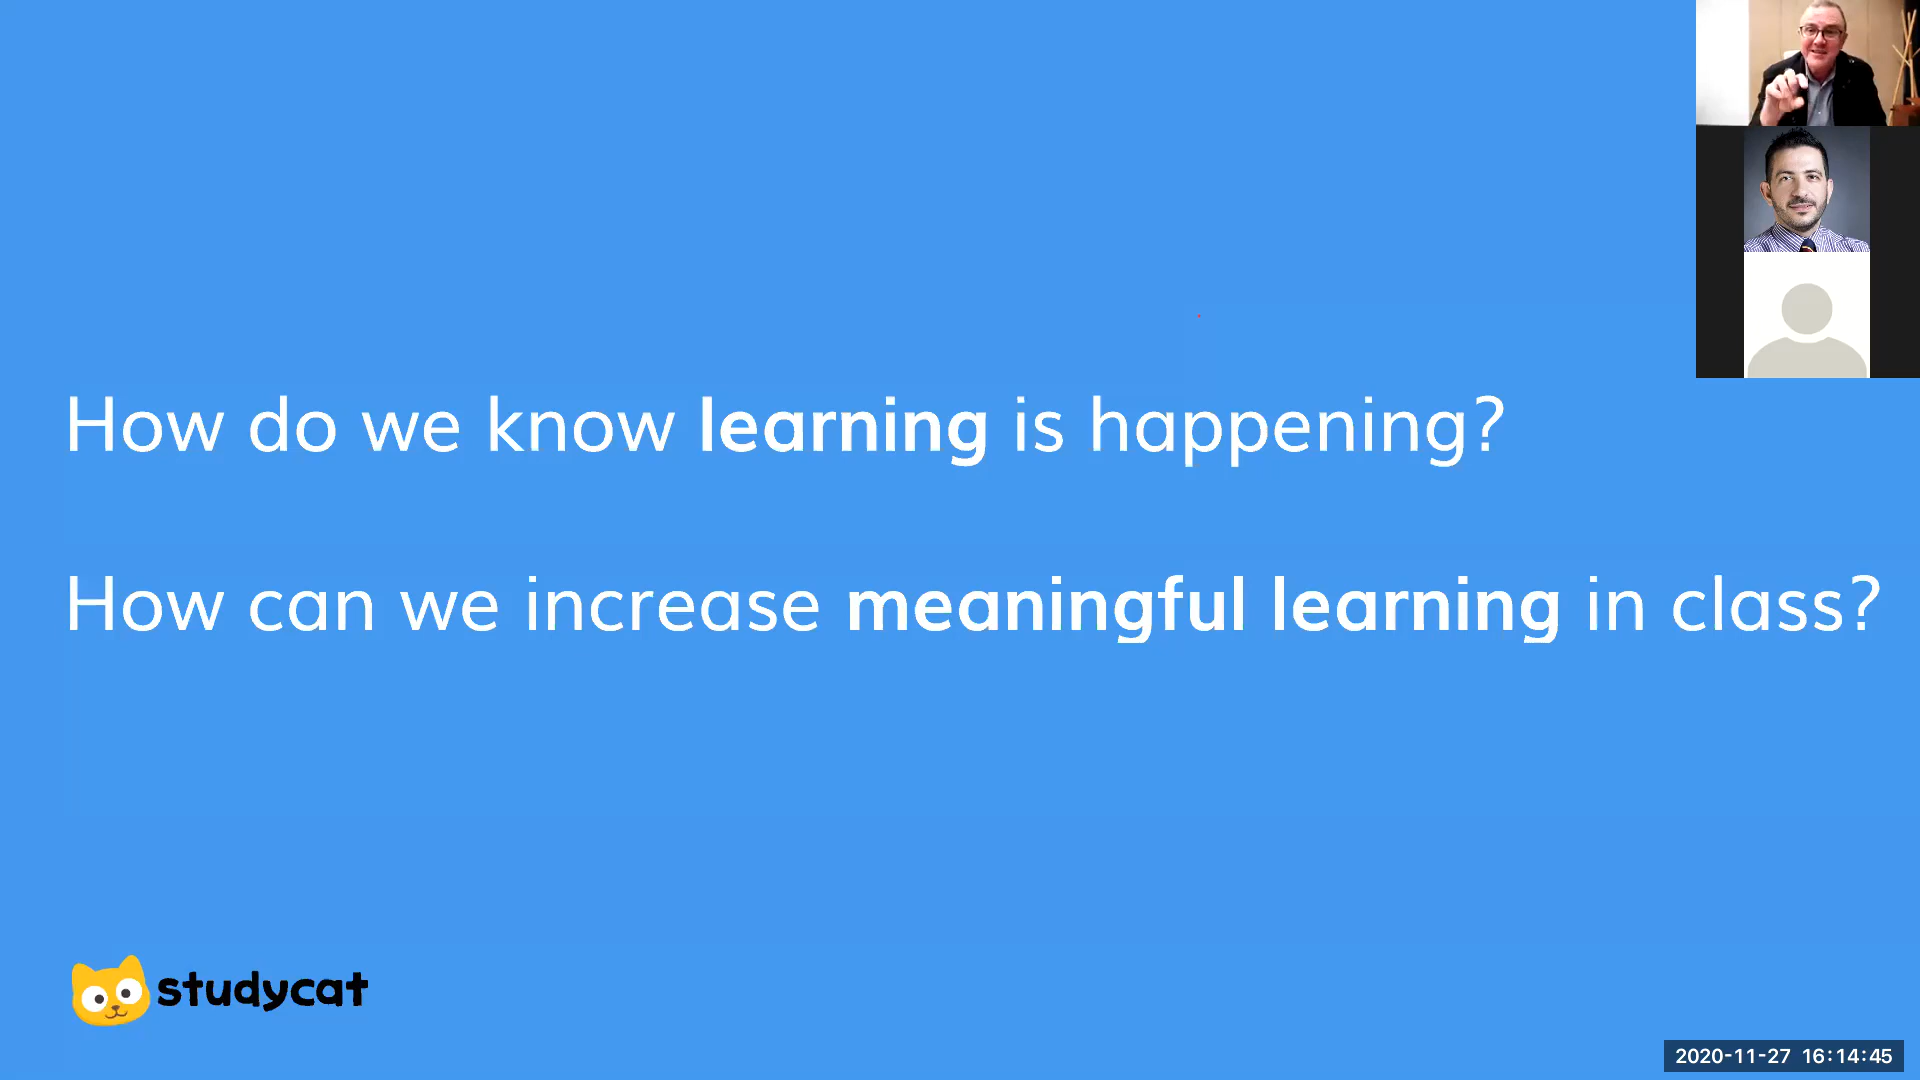 How do we know learning is happening?
How can we increase meaningful learning in class?
studycat
2020-11-27 16:14:45